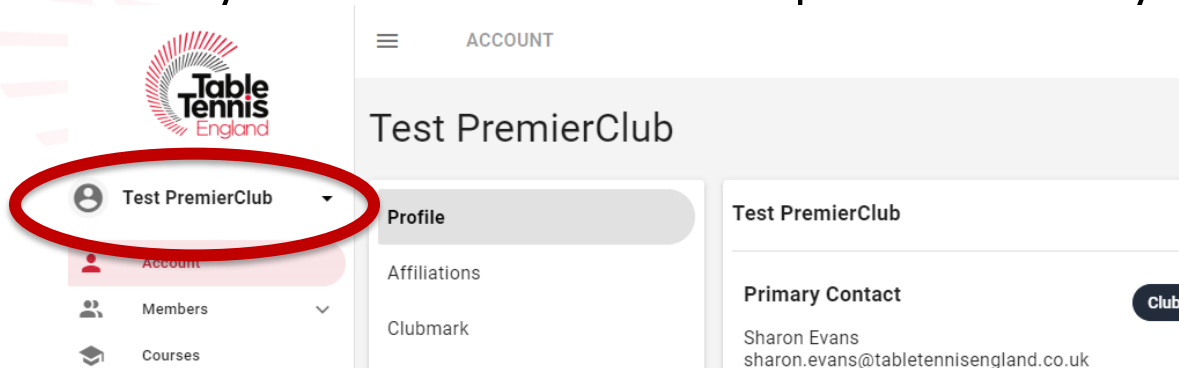 ACCOUNT
Table
Tennis
England
Test PremierClub
Test PremierClub
Account
Members
Courses
Profile
Affiliations
Clubmark
Test PremierClub
Primary Contact
Club
Sharon Evans
sharon.evans@tabletennisengland.co.uk